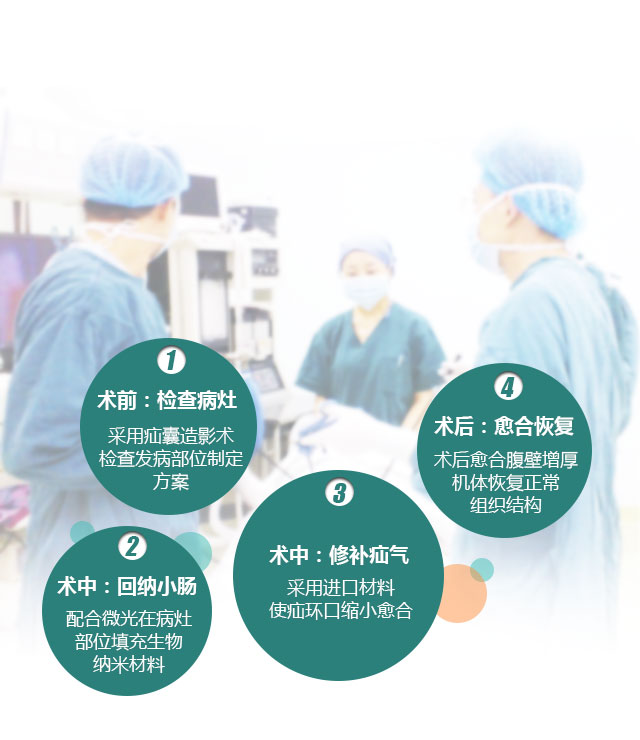 1
术前：检查病灶
采用疝囊造影术
检查发病部位制定
方案
2
术中：回纳小肠
配合微光在病灶
部位填充生物
纳米材料
3
术中：修补疝气
采用进口材料
使疝环口缩小愈合
4
术后：愈合恢复
术后愈合腹壁增厚
机体恢复正常
组织结构